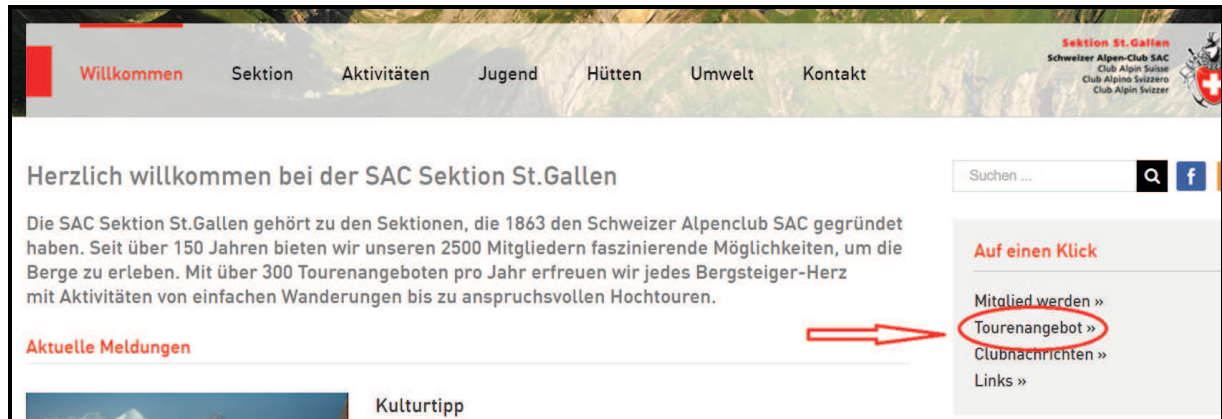 Willkommen Sektion Aktivitäten Jugend Hütten Umwelt Kontakt
Sektion St.Gallen
Schweizer Alpen-Club SAC
Club Alpin Suisse
Club Alpino Svizzero
Club Alpin Svizzer
Herzlich willkommen bei der SAC Sektion St.Gallen
Die SAC Sektion St.Gallen gehört zu den Sektionen, die 1863 den Schweizer Alpenclub SAC gegründet
haben. Seit über 150 Jahren bieten wir unseren 2500 Mitgliedern faszinierende Möglichkeiten, um die
Berge zu erleben. Mit über 300 Tourenangeboten pro Jahr erfreuen wir jedes Bergsteiger-Herz
mit Aktivitäten von einfachen Wanderungen bis zu anspruchsvollen Hochtouren.
Aktuelle Meldungen
Kulturtipp
Suchen ...
f
Auf einen Klick
Mitglied werden »
Tourenangebot »
Clubnachrichten »
Links »